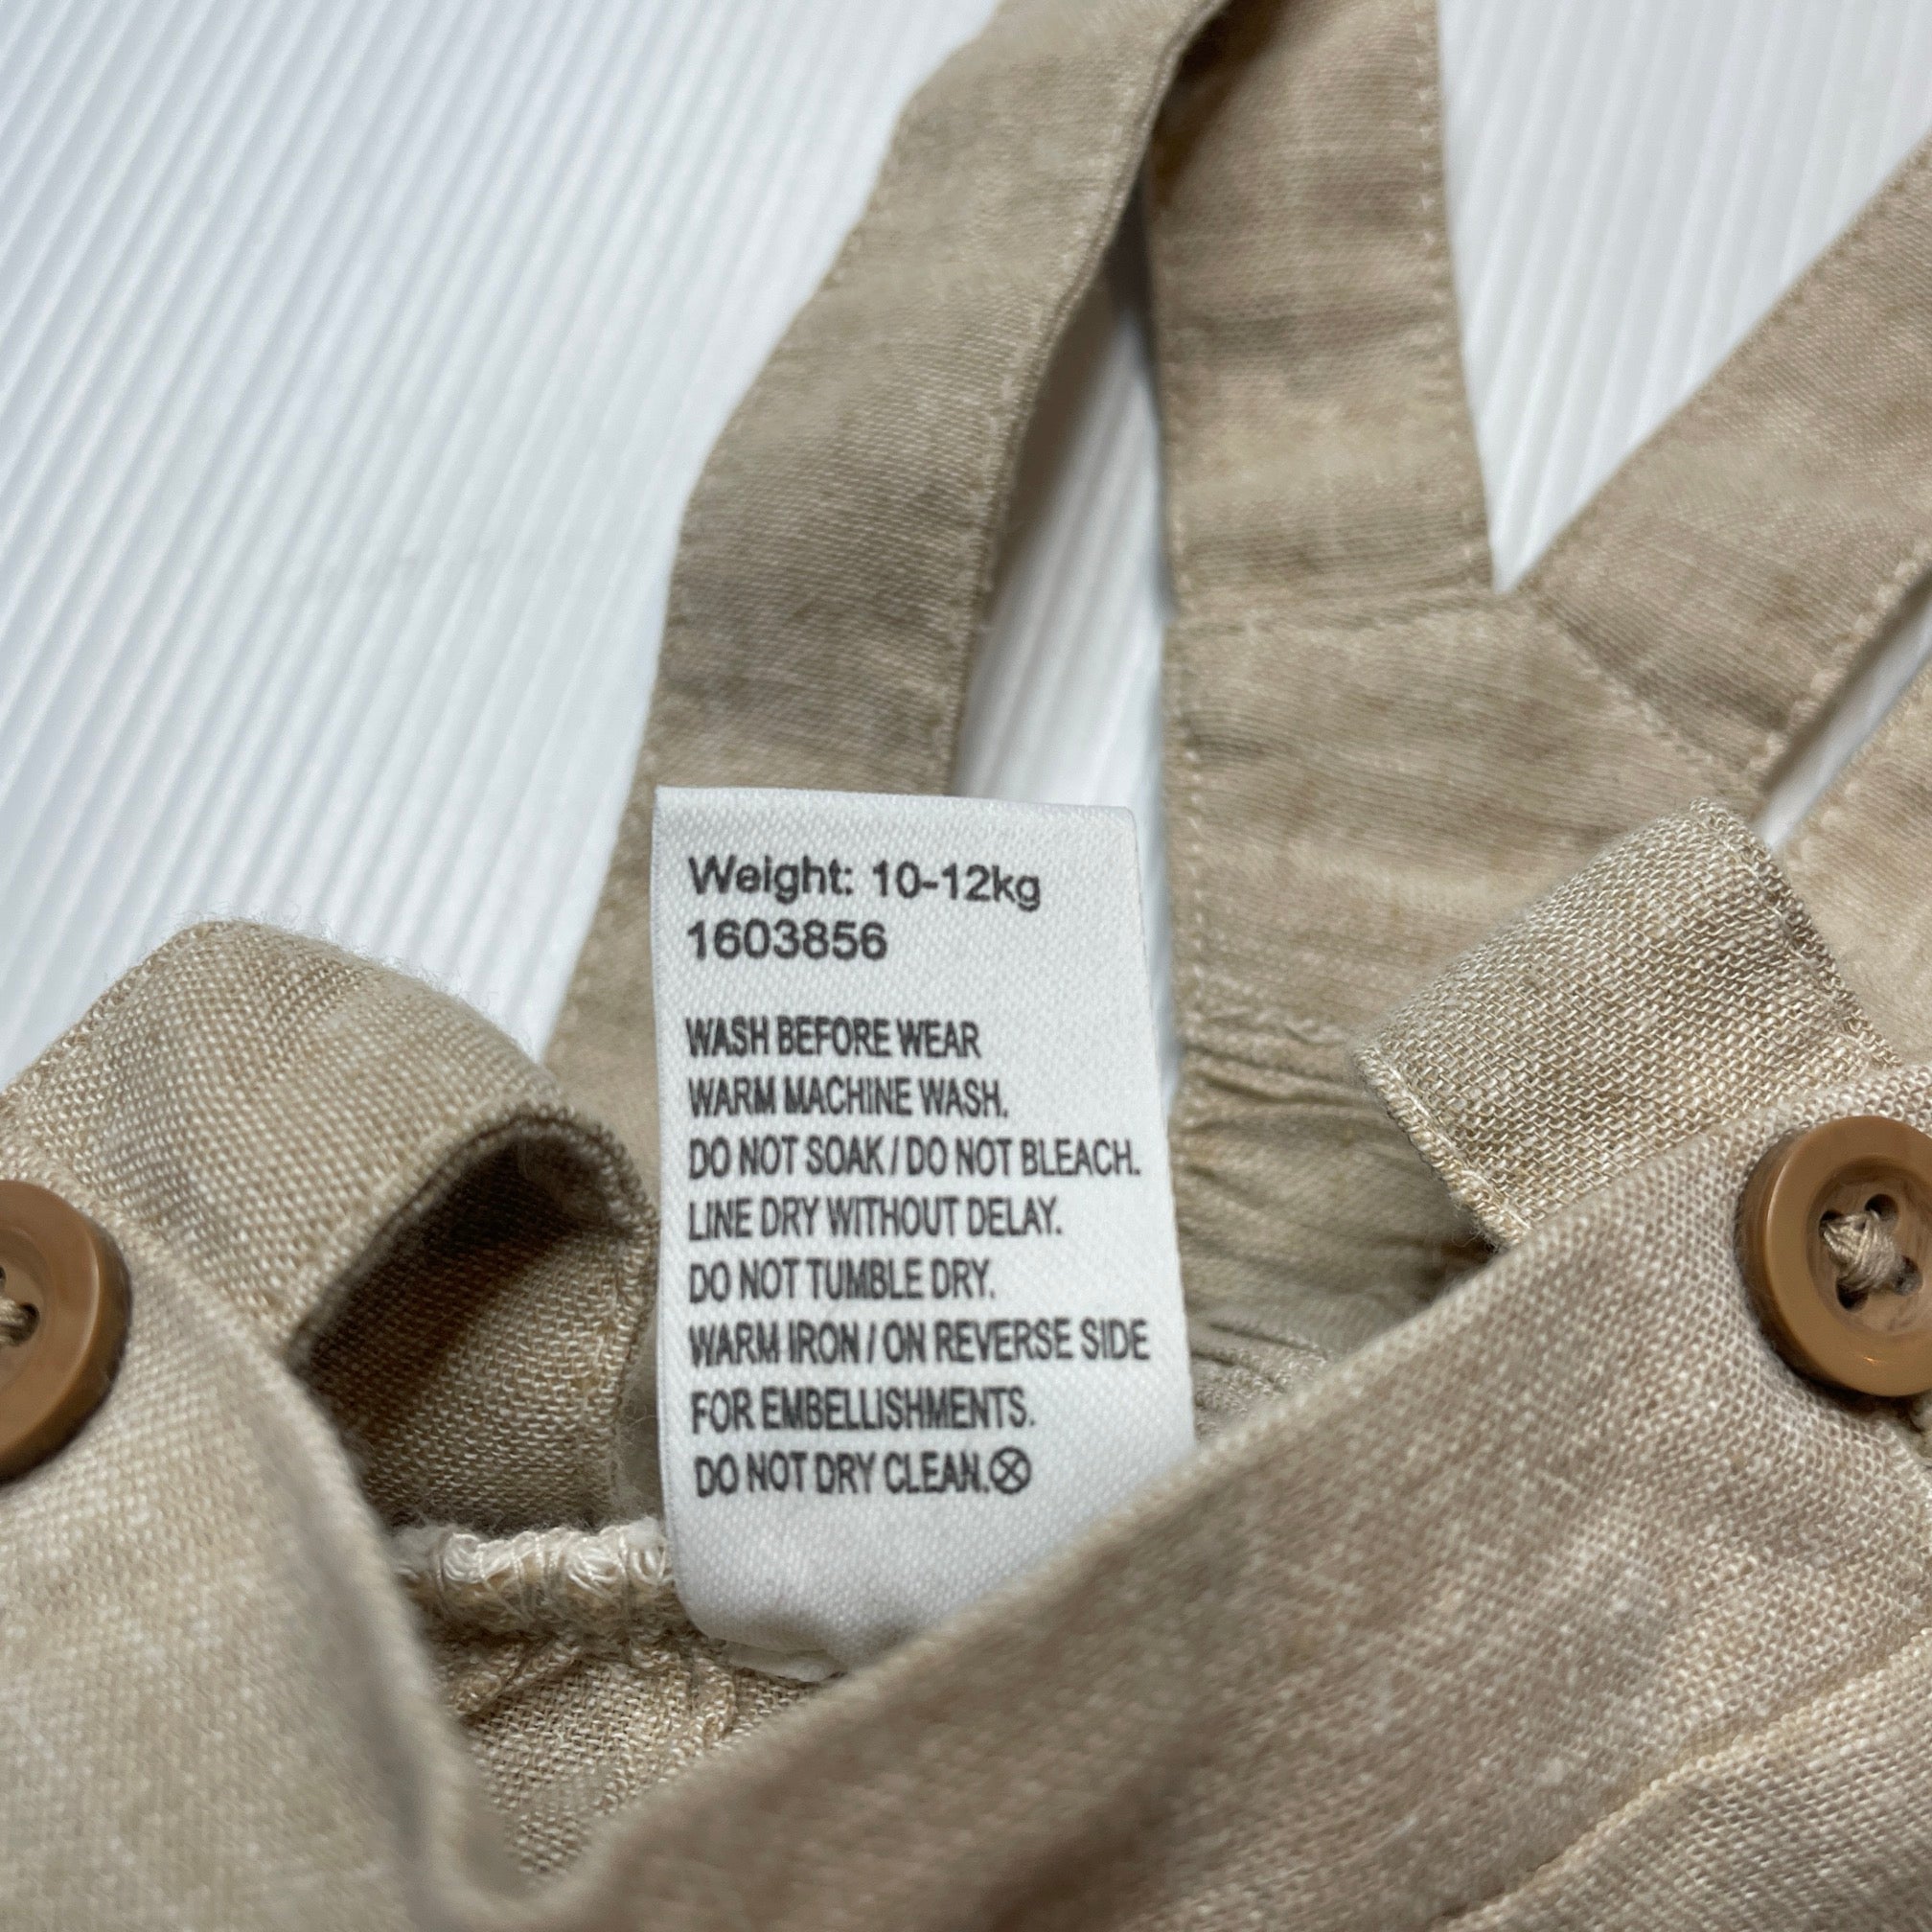 Weight: 10-12kg
1603856
WASH BEFORE WEAR
WARM MACHINE WASH.
DO NOT SOAK / DO NOT BLEACH.
LINE DRY WITHOUT DELAY.
DO NOT TUMBLE DRY.
WARM IRON / ON REVERSE SIDE
FOR EMBELLISHMENTS.
DO NOT DRY CLEAN.